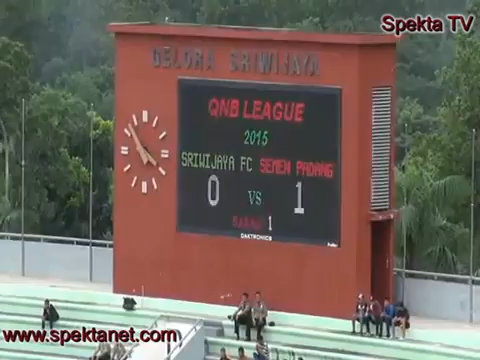 Spekta TV
GELORA SRIWIJAYA
QNB LEAGUE
2015
SRIWIJAYA FC SEMEN PADANG
0 VS 1
BABAK 1
DAKTRONICS
www.spektanet.com